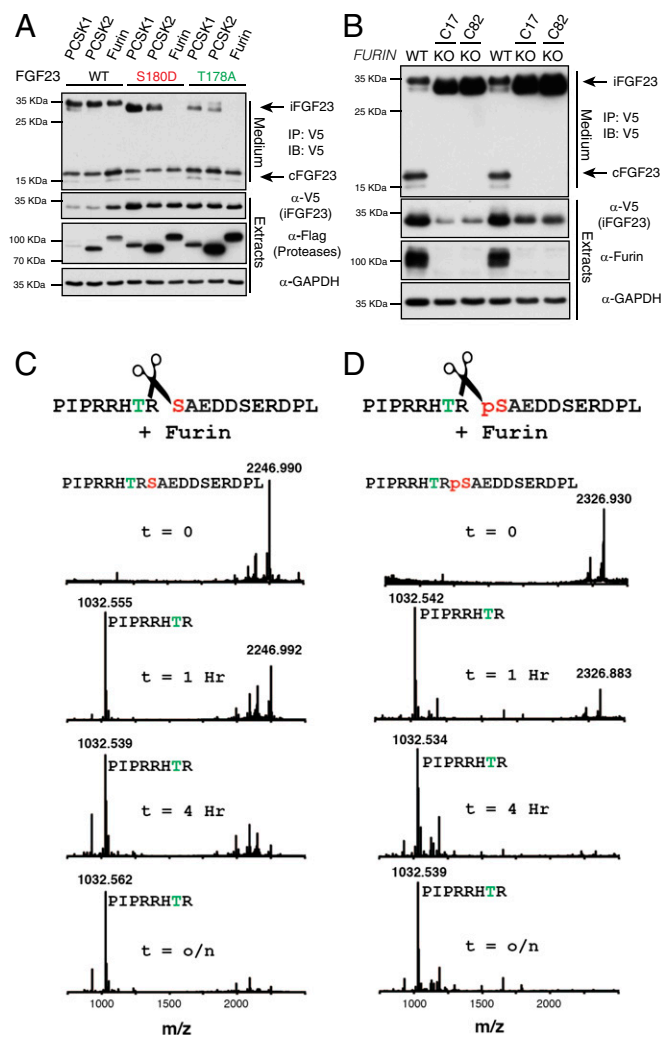 A
PCSK1 PCSK2 Furin PCSK1 PCSK2 Furin PCSK1 PCSK2 Furin
FGF23 WT S180D T178A
35 KDa
iFGF23
25 KDa
Medium
IP: V5
IB: V5
15 KDa
cFGF23
35 KDa
α-V5
(iFGF23)
Extracts
100 KDa
70 KDa
α-Flag
(Proteases)
35 KDa
α-GAPDH
B
C17 C82 C17 C82
FURIN WT KO KO WT KO KO
35 KDa
iFGF23
25 KDa
Medium
IP: V5
IB: V5
15 KDa
cFGF23
35 KDa
α-V5
(iFGF23)
Extracts
100 KDa
α-Furin
35 KDa
α-GAPDH
C
PIPRRHTR SAEDDSERDPL
+ Furin
2246.990
PIPRRHTRSAEDDSERDPL
t = 0
1032.555
PIPRRHTR
2246.992
t = 1 Hr
1032.539
PIPRRHTR
t = 4 Hr
1032.562
PIPRRHTR
t = o/n
1000 1500 2000
m/z
D
PIPRRHTR pSAEDDSERDPL
+ Furin
PIPRRHTRpSAEDDSERDPL
2326.930
t = 0
1032.542
PIPRRHTR
2326.883
t = 1 Hr
1032.534
PIPRRHTR
t = 4 Hr
1032.539
PIPRRHTR
t = o/n
1000 1500 2000
m/z